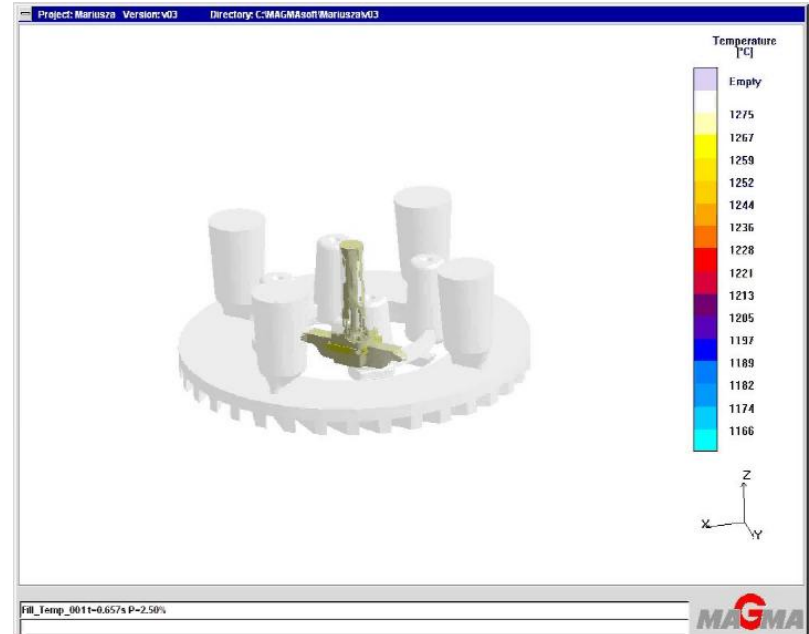 Project: Mariusza Version: v03 Directory: C:\MAGMAsoft\Mariusza\v03
Temperature
[°C]
Empty
1275
1267
1259
1252
1244
1236
1228
1221
1213
1205
1197
1189
1182
1174
1166
Z
X
Y
Fill_Temp_001 t=0.657s P=2.50%
MAGMA